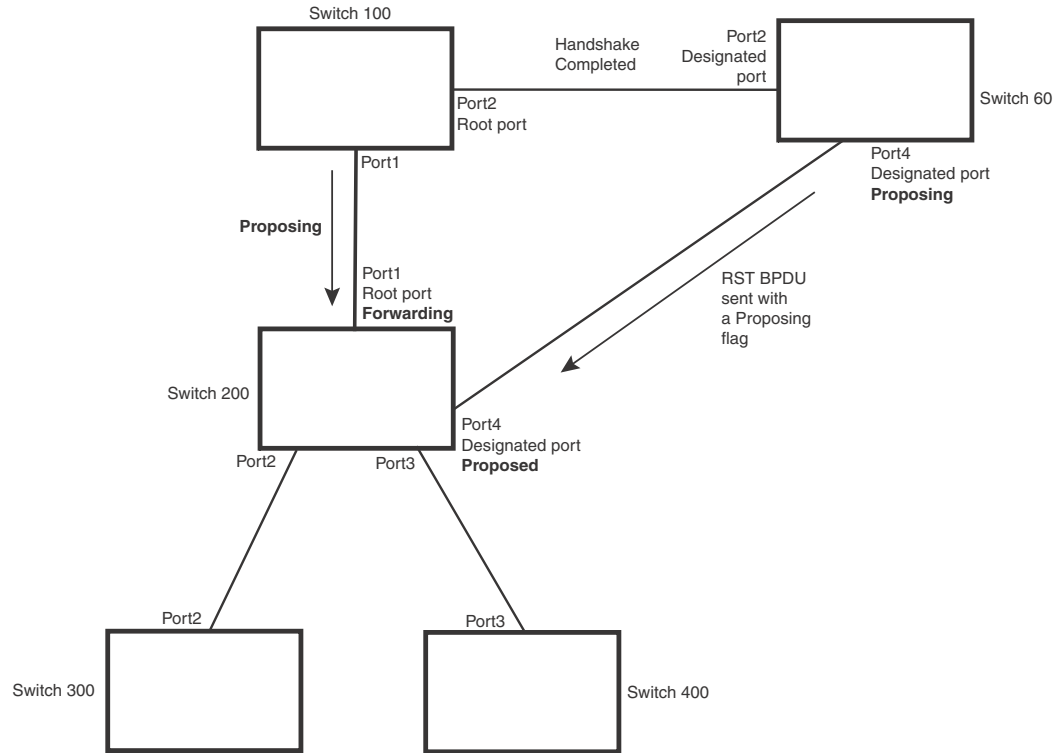 Switch 100
Handshake
Completed
Port2
Designated
port
Switch 60
Port2
Root port
Port1
Port4
Designated port
Proposing
Proposing
Port1
Root port
Forwarding
RST BPDU
sent with
a Proposing
flag
Switch 200
Port4
Designated port
Proposed
Port2
Port3
Port2
Port3
Switch 300
Switch 400